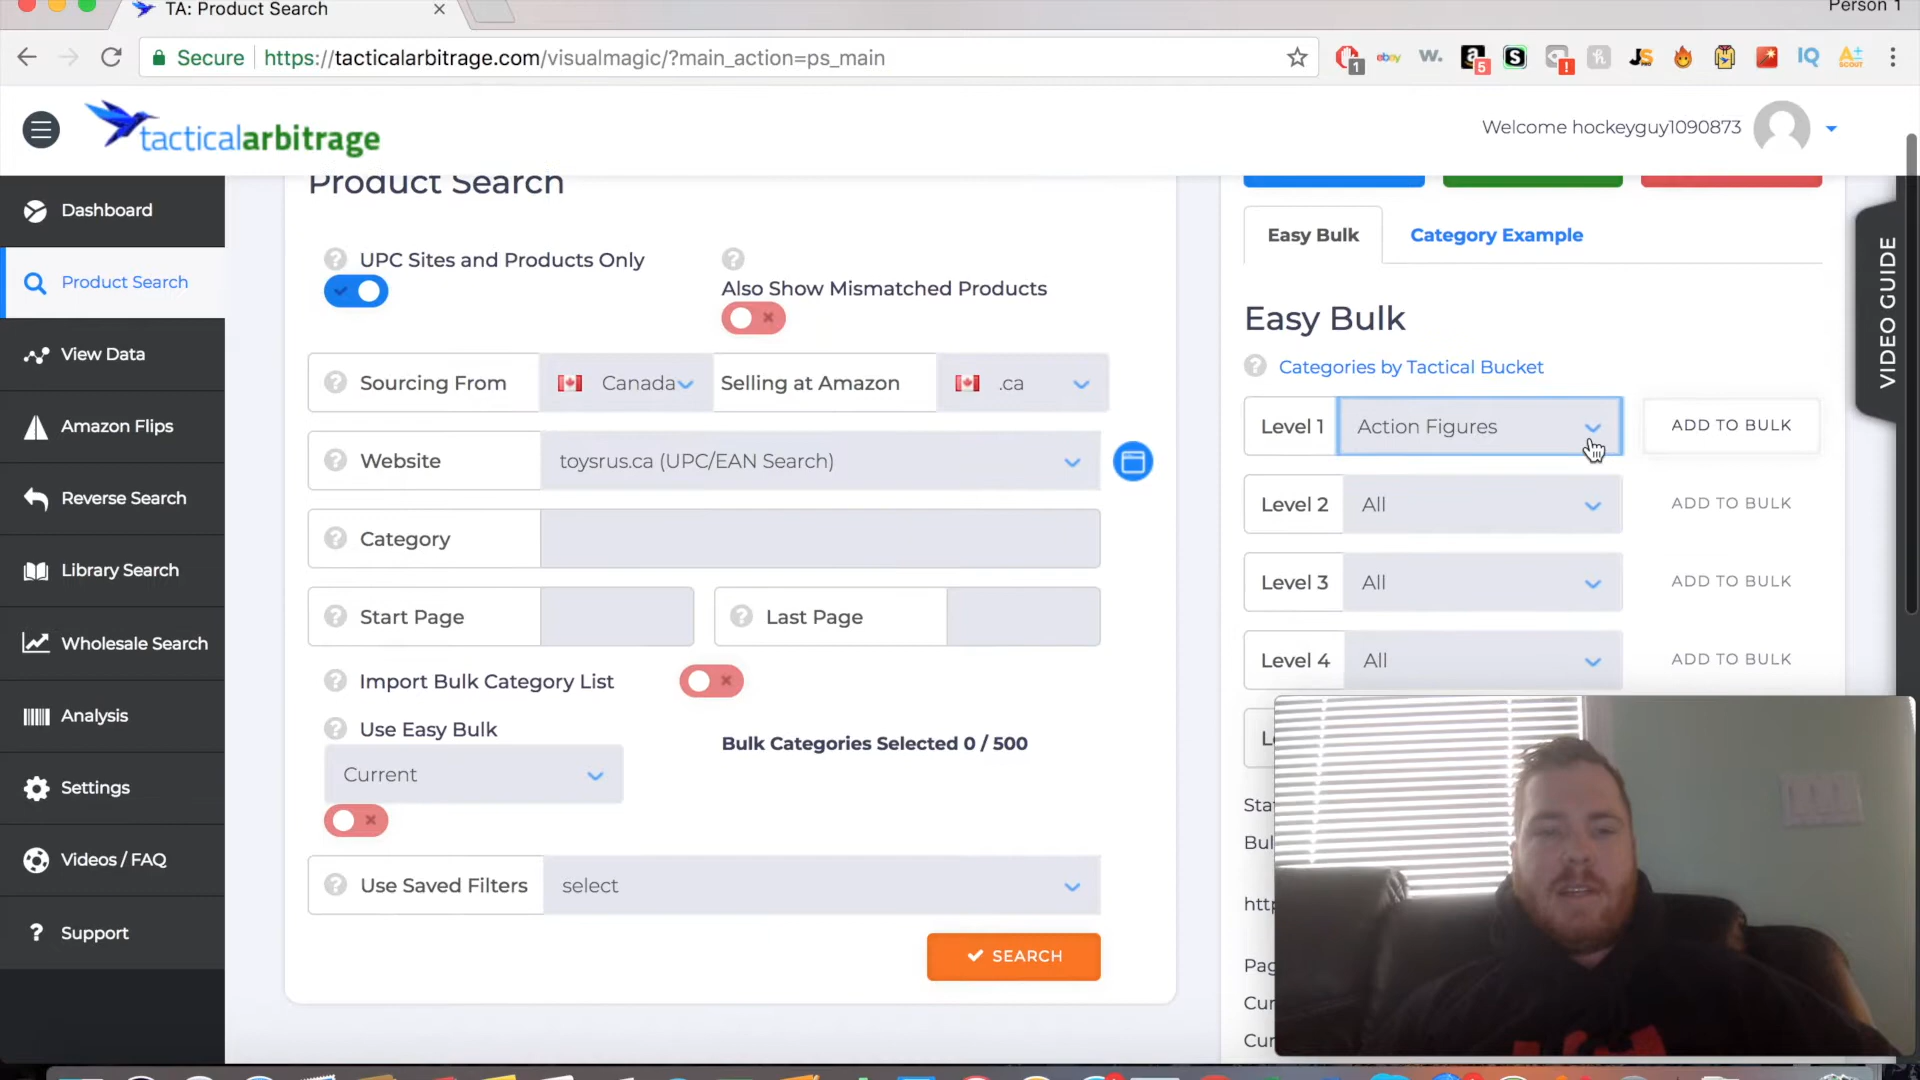 TA: Product Search
Person 1
Secure https://tacticalarbitrage.com/visualmagic/?main_action=ps_main
1 ebay W. a 5 S ! JS IQ A+ SCOUT
tacticalarbitrage
Welcome hockeyguy1090873
Dashboard
Product Search
View Data
Amazon Flips
Reverse Search
Library Search
Wholesale Search
Analysis
Settings
Videos / FAQ
Support
Product Search
UPC Sites and Products Only
Also Show Mismatched Products
Sourcing From Canada Selling at Amazon .ca
Website toysrus.ca (UPC/EAN Search)
Category
Start Page Last Page
Import Bulk Category List
Use Easy Bulk
Current
Bulk Categories Selected 0 / 500
Use Saved Filters select
SEARCH
Easy Bulk Category Example
Easy Bulk
Categories by Tactical Bucket
Level 1 Action Figures ADD TO BULK
Level 2 All ADD TO BULK
Level 3 All ADD TO BULK
Level 4 All ADD TO BULK
VIDEO GUIDE